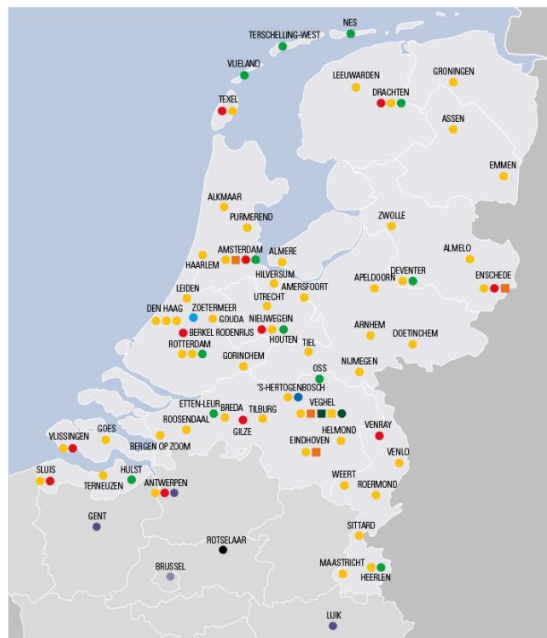 NES
TERSCHELLING-WEST
VLIELAND
LEEUWARDEN
GRONINGEN
DRACHTEN
TEXEL
ASSEN
EMMEN
ALKMAAR
PURMEREND
ZWOLLE
AMSTERDAM
ALMERE
ALMELO
HAARLEM
HILVERSUM
DEVENTER
ENSCHEDE
AMERSFOORT
APELDOORN
LEIDEN
UTRECHT
DEN HAAG
ZOETERMEER
GOUDA
NIEUWEGEIN
BERKEL RODENRIJS
HOUTEN
ARNHEM
DOETINCHEM
ROTTERDAM
TIEL
GORINCHEM
NIJMEGEN
OSS
'S-HERTOGENBOSCH
ETTEN-LEUR
BREDA
TILBURG
VEGHEL
ROOSENDAAL
GILZE
HELMOND
VENRAY
GOES
VLISSINGEN
BERGEN OP ZOOM
EINDHOVEN
VENLO
SLUIS
TERNEUZEN
HULST
ANTWERPEN
WEERT
ROERMOND
GENT
SITTARD
ROTSELAAR
BRUSSEL
MAASTRICHT
HEERLEN
LUIK